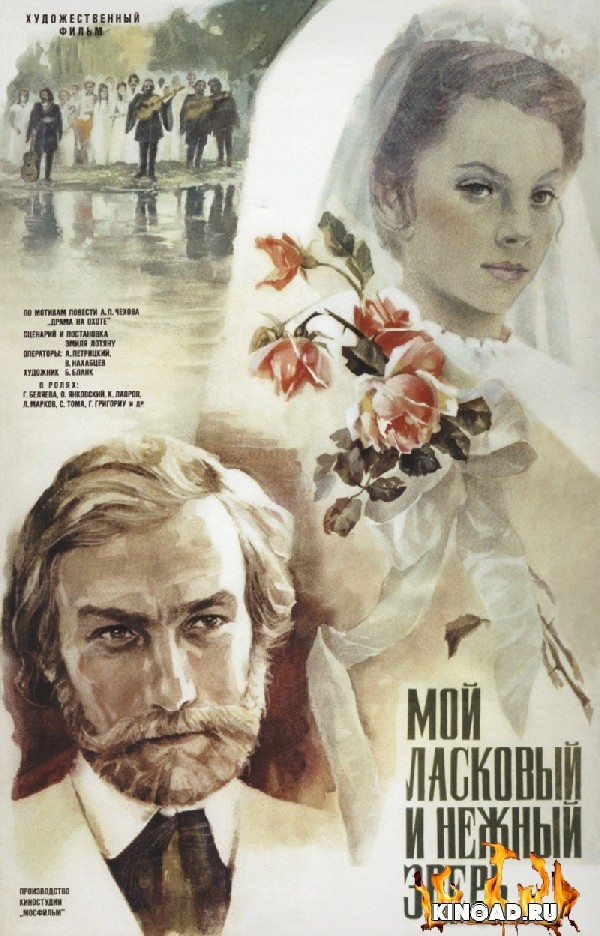 ХУДОЖЕСТВЕННЫЙ
ФИЛЬМ
ПО МОТИВАМ ПОВЕСТИ А.П. ЧЕХОВА
„ДРАМА НА ОХОТЕ"
СЦЕНАРИЙ И ПОСТАНОВКА
ЭМИЛЯ ЛОТЯНУ
ОПЕРАТОРЫ: А. ПЕТРИЦКИЙ,
В. НАХАБЦЕВ
ХУДОЖНИК Б. БЛАНК
В РОЛЯХ:
Г. БЕЛЯЕВА, О. ЯНКОВСКИЙ, К. ЛАВРОВ,
Л. МАРКОВ, С. ТОМА, Г. ГРИГОРИУ И ДР.
МОЙ
ЛАСКОВЫЙ
И НЕЖНЫЙ
ЗВЕРЬ
ПРОИЗВОДСТВО
КИНОСТУДИИ
„МОСФИЛЬМ"
KINOAD.RU